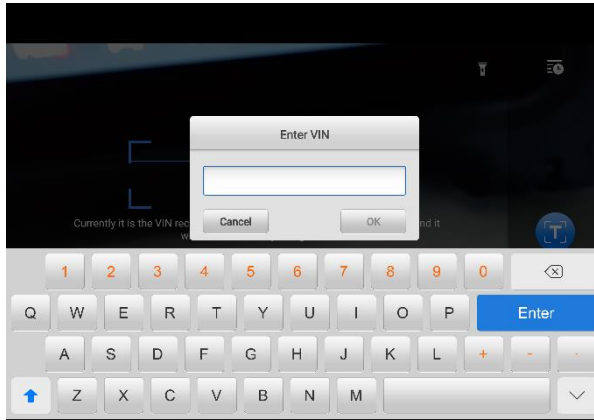 Enter VIN
Currently it is the VIN rec nd it
w
Cancel OK
1 2 3 4 5 6 7 8 9 0
Q W E R T Y U I O P Enter
A S D F G H J K L + - .
Z X C V B N M